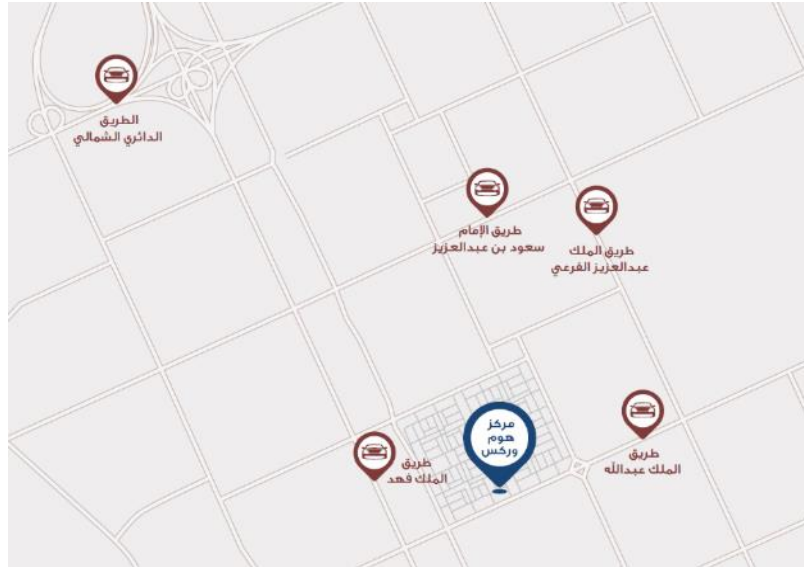 الطريق
الدائري الشمالي
طريق الإمام
سعود بن عبدالعزيز
طريق الملك
عبدالعزيز الفرعي
مركز
هوم
وركس
طريق
الملك فهد
طريق
الملك عبدالله